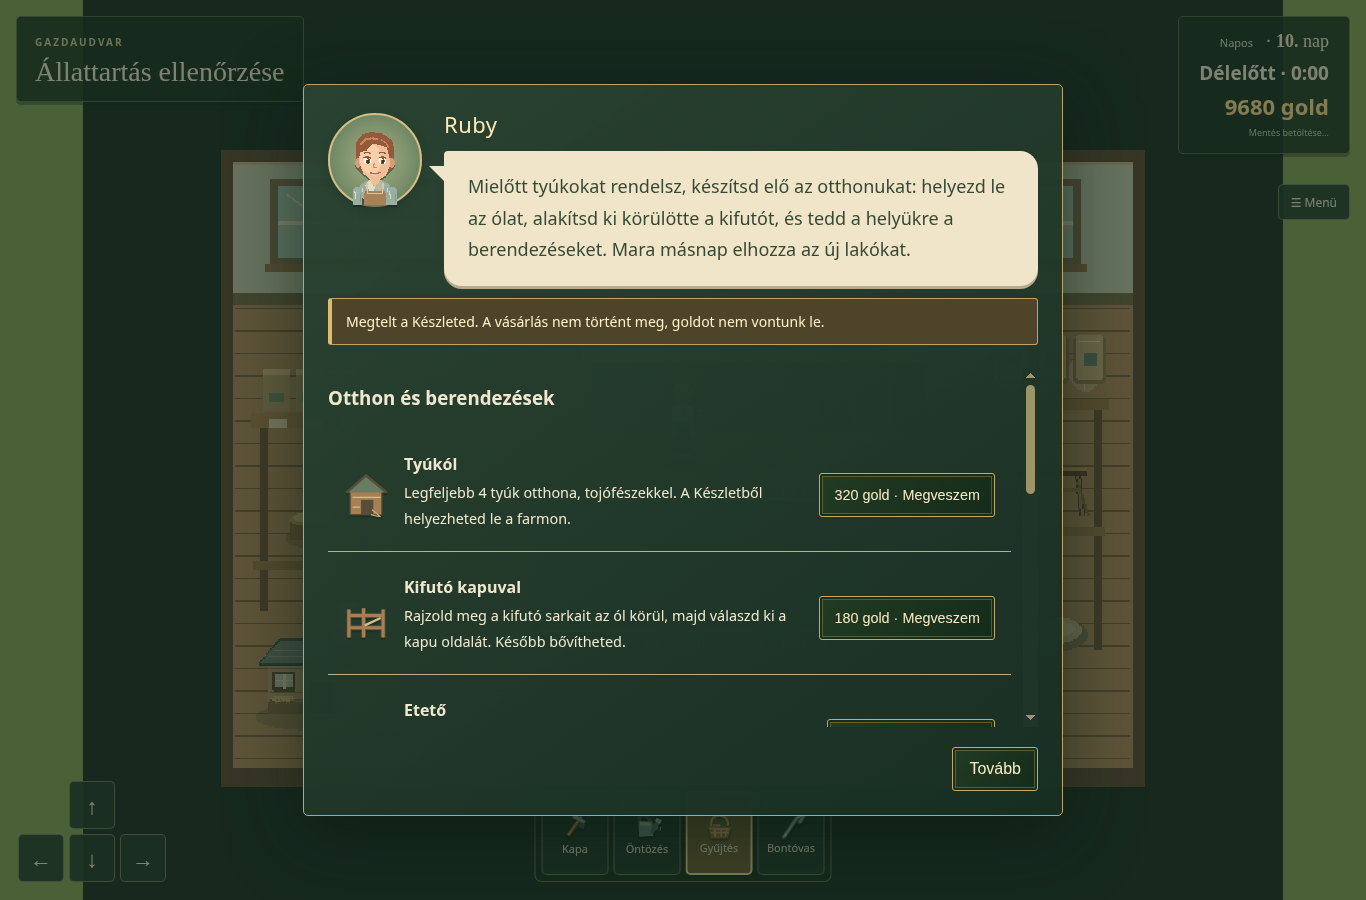 GAZDAUDVAR
Állattartás ellenőrzése
Napos · 10. nap
Délelőtt · 0:00
9680 gold
Mentés betöltése…
☰ Menü
Ruby
Mielőtt tyúkokat rendelsz, készítsd elő az otthonukat: helyezd le
az ólat, alakítsd ki körülötte a kifutót, és tedd a helyükre a
berendezéseket. Mara másnap elhozza az új lakókat.
Megtelt a Készleted. A vásárlás nem történt meg, goldot nem vontunk le.
Otthon és berendezések
Tyúkól
Legfeljebb 4 tyúk otthona, tojófészekkel. A Készletből
helyezheted le a farmon.
320 gold · Megveszem
Kifutó kapuval
Rajzold meg a kifutó sarkait az ól körül, majd válaszd ki a
kapu oldalát. Később bővítheted.
180 gold · Megveszem
Etető
Tovább
↑
← ↓ →
Kapa
Öntözés
Gyűjtés
Bontóvas